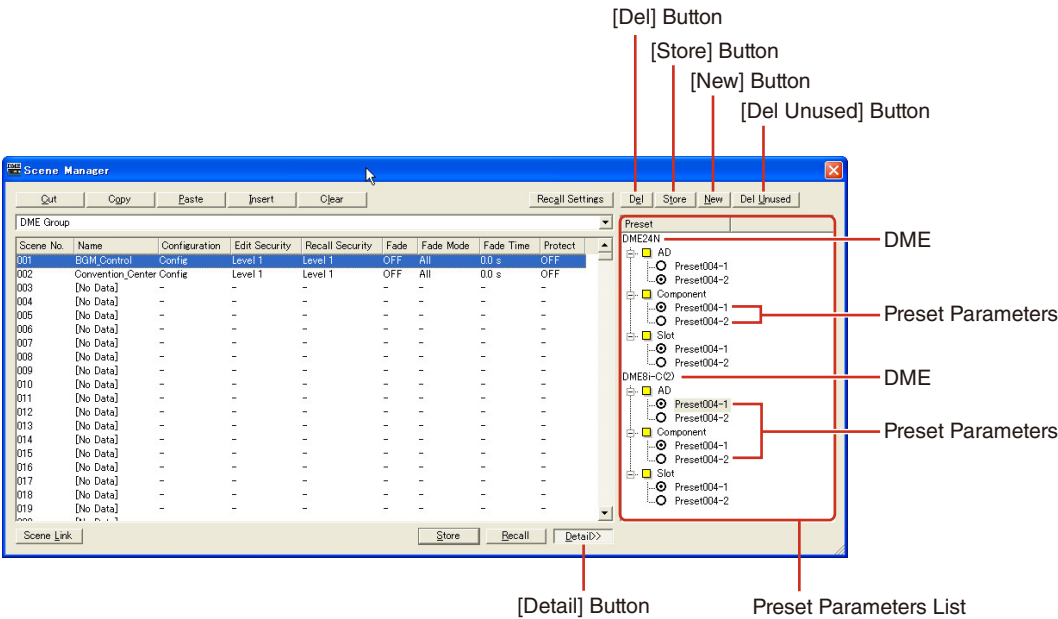 [Del] Button
[Store] Button
[New] Button
[Del Unused] Button
Scene Manager
Cut Copy Paste Insert Clear Recall Settings Del Store New Del Unused
DME Group
Preset
Scene No. Name Configuration Edit Security Recall Security Fade Fade Mode Fade Time Protect
001 BGM_Control Config Level 1 Level 1 OFF All 0.0 s OFF
002 Convention_Center Config Level 1 Level 1 OFF All 0.0 s OFF
003 [No Data] - - - - - - -
004 [No Data] - - - - - - -
005 [No Data] - - - - - - -
006 [No Data] - - - - - - -
007 [No Data] - - - - - - -
008 [No Data] - - - - - - -
009 [No Data] - - - - - - -
010 [No Data] - - - - - - -
011 [No Data] - - - - - - -
012 [No Data] - - - - - - -
013 [No Data] - - - - - - -
014 [No Data] - - - - - - -
015 [No Data] - - - - - - -
016 [No Data] - - - - - - -
017 [No Data] - - - - - - -
018 [No Data] - - - - - - -
019 [No Data] - - - - - - -
DME24N
AD
Preset004-1
Preset004-2
Component
Preset004-1
Preset004-2
Slot
Preset004-1
Preset004-2
DME8i-C(2)
AD
Preset004-1
Preset004-2
Component
Preset004-1
Preset004-2
Slot
Preset004-1
Preset004-2
DME
Preset Parameters
DME
Preset Parameters
Scene Link Store Recall Detail>>
[Detail] Button
Preset Parameters List